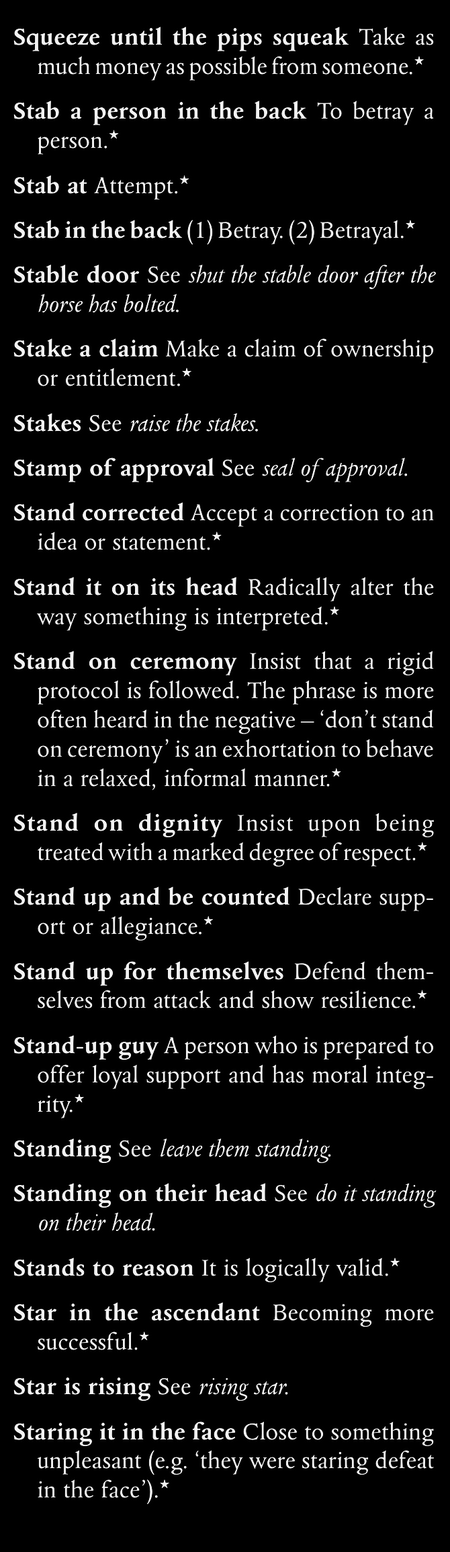 Squeeze until the pips squeak Take as
much money as possible from someone.★
Stab a person in the back To betray a
person.★
Stab at Attempt.★
Stab in the back (1) Betray. (2) Betrayal.★
Stable door See shut the stable door after the
horse has bolted.
Stake a claim Make a claim of ownership
or entitlement.★
Stakes See raise the stakes.
Stamp of approval See seal of approval.
Stand corrected Accept a correction to an
idea or statement.★
Stand it on its head Radically alter the
way something is interpreted.★
Stand on ceremony Insist that a rigid
protocol is followed. The phrase is more
often heard in the negative – ‘don’t stand
on ceremony’ is an exhortation to behave
in a relaxed, informal manner.★
Stand on dignity Insist upon being
treated with a marked degree of respect.★
Stand up and be counted Declare supp-
ort or allegiance.★
Stand up for themselves Defend them-
selves from attack and show resilience.★
Stand-up guy A person who is prepared to
offer loyal support and has moral integ-
rity.★
Standing See leave them standing.
Standing on their head See do it standing
on their head.
Stands to reason It is logically valid.★
Star in the ascendant Becoming more
successful.★
Star is rising See rising star.
Staring it in the face Close to something
unpleasant (e.g. ‘they were staring defeat
in the face’).★